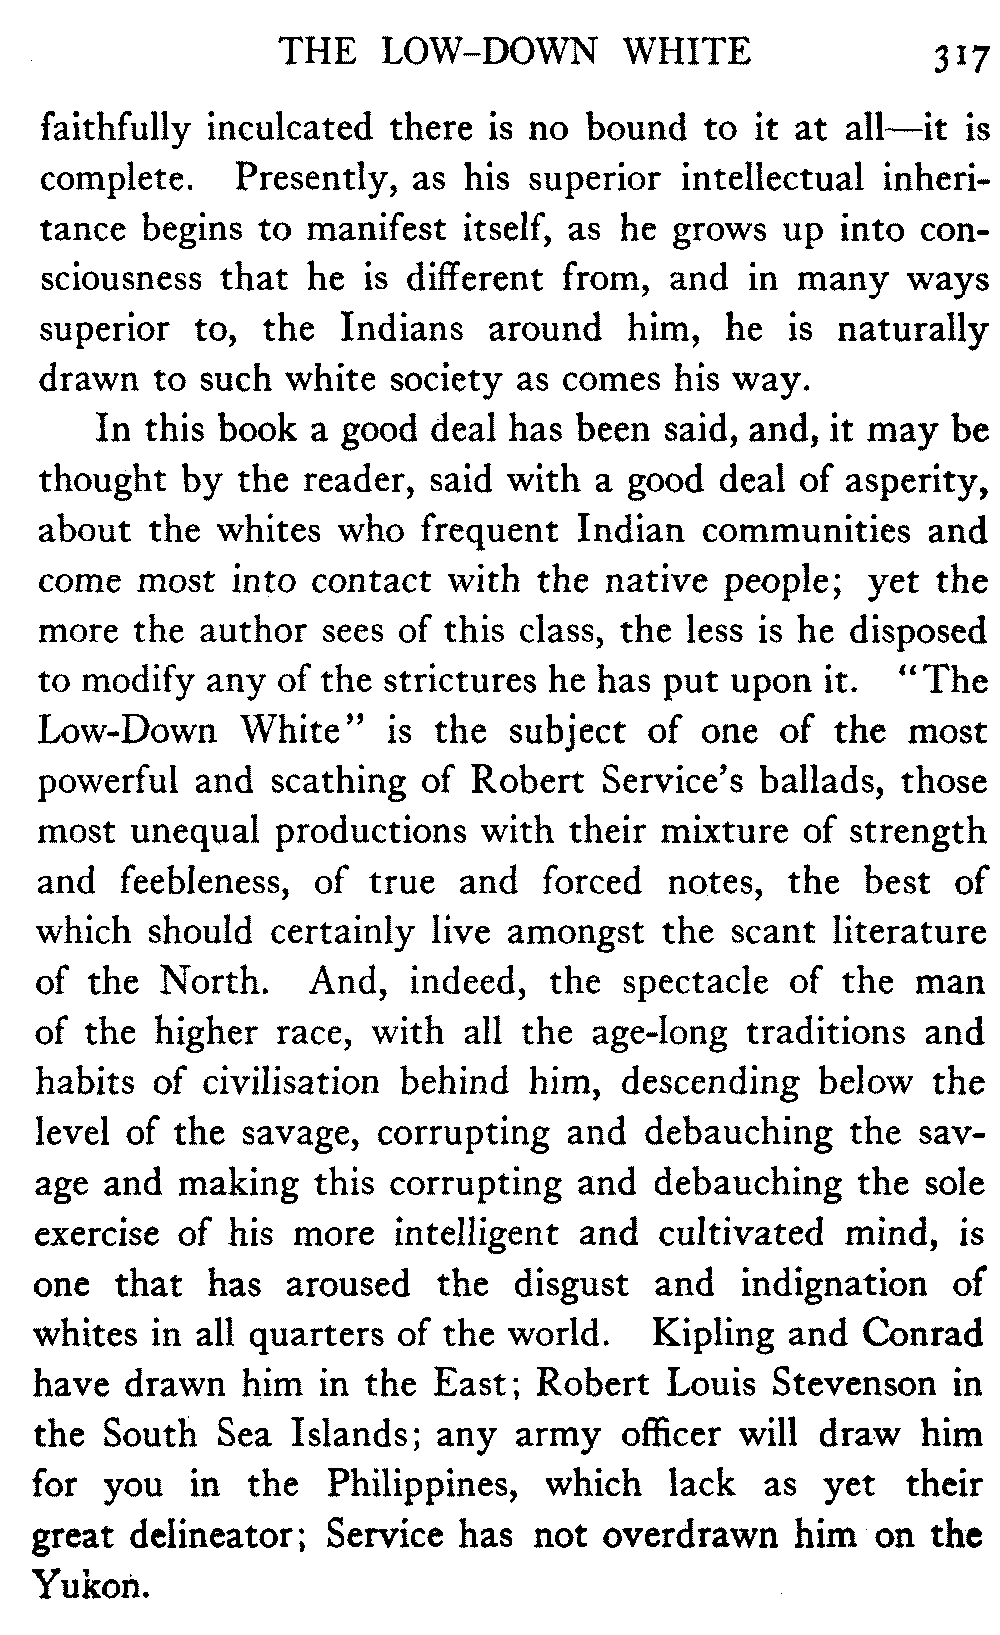 THE LOW-DOWN WHITE 317
faithfully inculcated there is no bound to it at all—it is
complete. Presently, as his superior intellectual inheri-
tance begins to manifest itself, as he grows up into con-
sciousness that he is different from, and in many ways
superior to, the Indians around him, he is naturally
drawn to such white society as comes his way.
In this book a good deal has been said, and, it may be
thought by the reader, said with a good deal of asperity,
about the whites who frequent Indian communities and
come most into contact with the native people; yet the
more the author sees of this class, the less is he disposed
to modify any of the strictures he has put upon it. "The
Low-Down White" is the subject of one of the most
powerful and scathing of Robert Service's ballads, those
most unequal productions with their mixture of strength
and feebleness, of true and forced notes, the best of
which should certainly live amongst the scant literature
of the North. And, indeed, the spectacle of the man
of the higher race, with all the age-long traditions and
habits of civilisation behind him, descending below the
level of the savage, corrupting and debauching the sav-
age and making this corrupting and debauching the sole
exercise of his more intelligent and cultivated mind, is
one that has aroused the disgust and indignation of
whites in all quarters of the world. Kipling and Conrad
have drawn him in the East; Robert Louis Stevenson in
the South Sea Islands; any army officer will draw him
for you in the Philippines, which lack as yet their
great delineator; Service has not overdrawn him on the
Yukon.